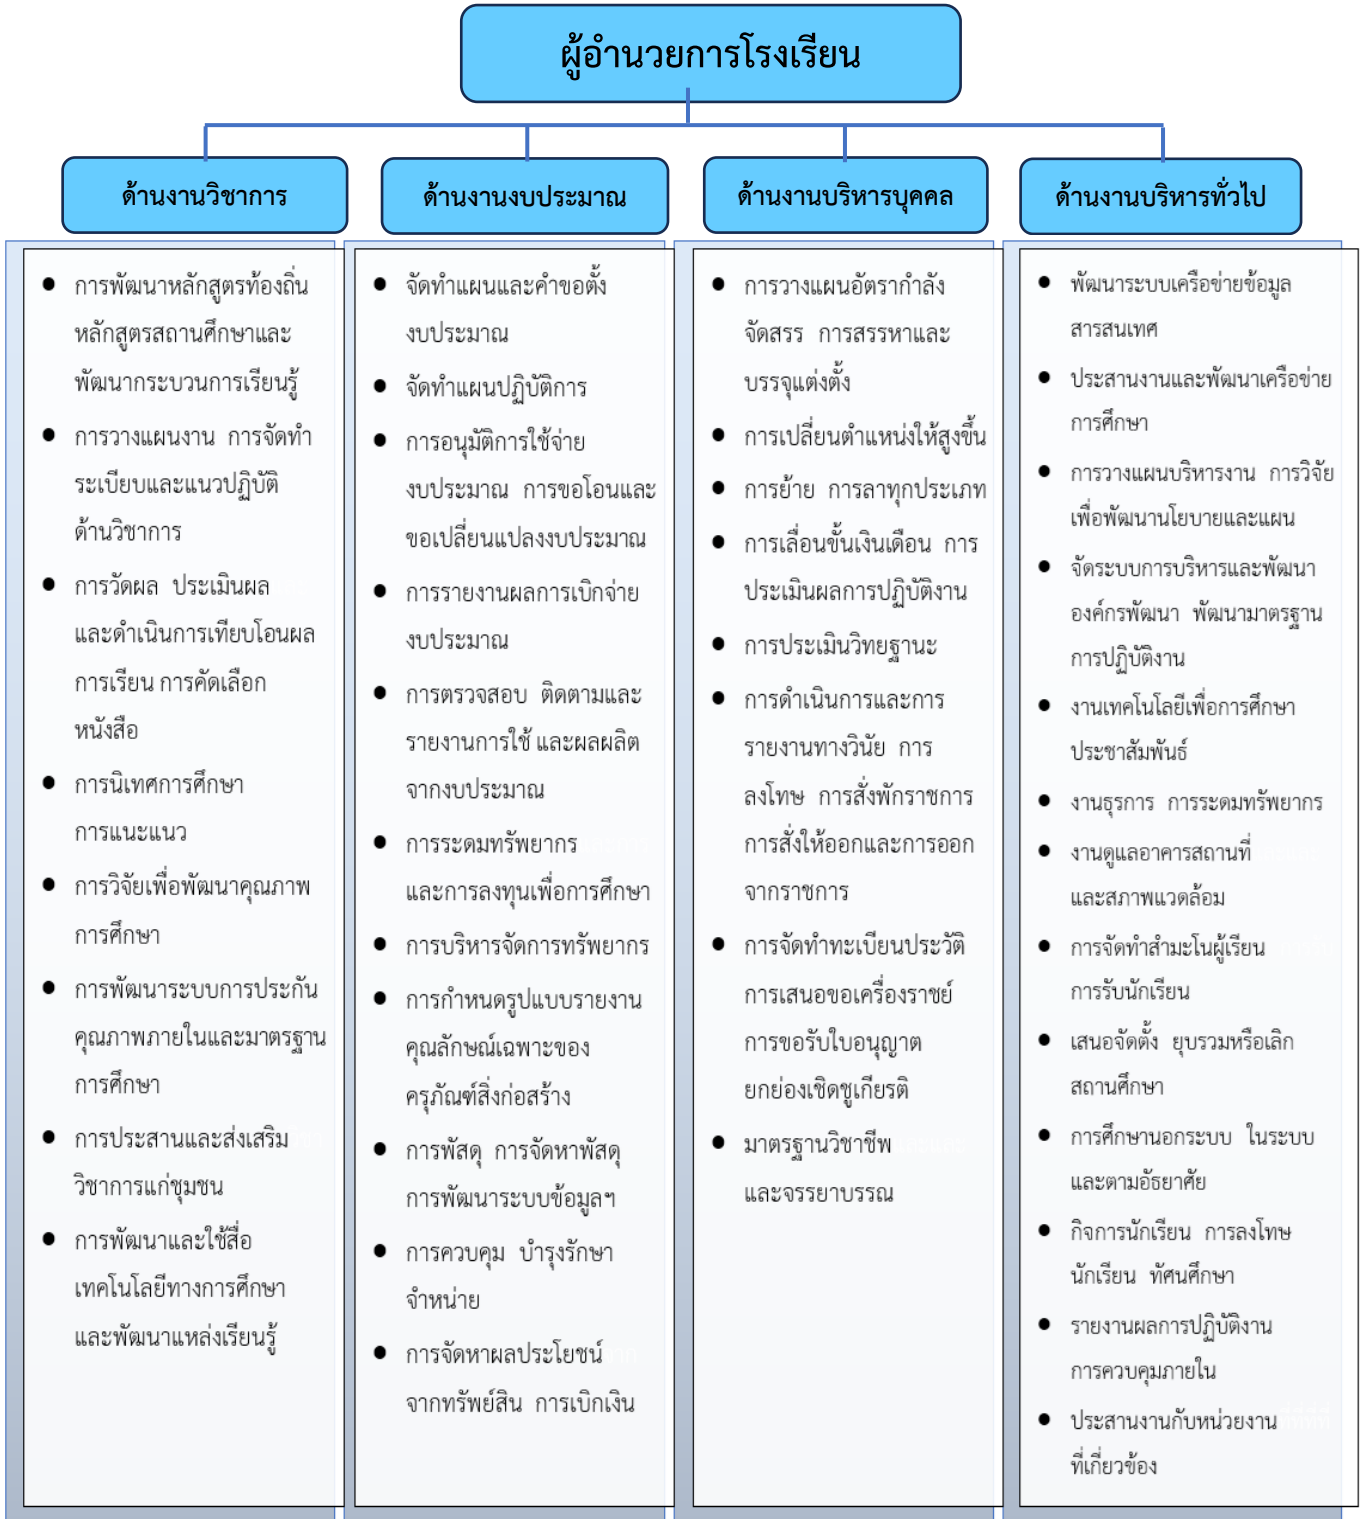 ผู้อำนวยการโรงเรียน
ด้านงานวิชาการ
● การพัฒนาหลักสูตรท้องถิ่น
หลักสูตรสถานศึกษาและ
พัฒนากระบวนการเรียนรู้
● การวางแผนงาน การจัดทำ
ระเบียบและแนวปฏิบัติ
ด้านวิชาการ
● การวัดผล ประเมินผล
และดำเนินการเทียบโอนผล
การเรียน การคัดเลือก
หนังสือ
● การนิเทศการศึกษา
การแนะแนว
● การวิจัยเพื่อพัฒนาคุณภาพ
การศึกษา
● การพัฒนาระบบการประกัน
คุณภาพภายในและมาตรฐาน
การศึกษา
● การประสานและส่งเสริม
วิชาการแก่ชุมชน
● การพัฒนาและใช้สื่อ
เทคโนโลยีทางการศึกษา
และพัฒนาแหล่งเรียนรู้
ด้านงานงบประมาณ
● จัดทำแผนและคำขอตั้ง
งบประมาณ
● จัดทำแผนปฏิบัติการ
● การอนุมัติการใช้จ่าย
งบประมาณ การขอโอนและ
ขอเปลี่ยนแปลงงบประมาณ
● การรายงานผลการเบิกจ่าย
งบประมาณ
● การตรวจสอบ ติดตามและ
รายงานการใช้ และผลผลิต
จากงบประมาณ
● การระดมทรัพยากร
และการลงทุนเพื่อการศึกษา
● การบริหารจัดการทรัพยากร
● การกำหนดรูปแบบรายงาน
คุณลักษณ์เฉพาะของ
ครุภัณฑ์สิ่งก่อสร้าง
● การพัสดุ การจัดหาพัสดุ
การพัฒนาระบบข้อมูลฯ
● การควบคุม บำรุงรักษา
จำหน่าย
● การจัดหาผลประโยชน์
จากทรัพย์สิน การเบิกเงิน
ด้านงานบริหารบุคคล
● การวางแผนอัตรากำลัง
จัดสรร การสรรหาและ
บรรจุแต่งตั้ง
● การเปลี่ยนตำแหน่งให้สูงขึ้น
● การย้าย การลาทุกประเภท
● การเลื่อนขั้นเงินเดือน การ
ประเมินผลการปฏิบัติงาน
● การประเมินวิทยฐานะ
● การดำเนินการและการ
รายงานทางวินัย การ
ลงโทษ การสั่งพักราชการ
การสั่งให้ออกและการออก
จากราชการ
● การจัดทำทะเบียนประวัติ
การเสนอขอเครื่องราชย์
การขอรับใบอนุญาต
ยกย่องเชิดชูเกียรติ
● มาตรฐานวิชาชีพ
และจรรยาบรรณ
ด้านงานบริหารทั่วไป
● พัฒนาระบบเครือข่ายข้อมูล
สารสนเทศ
● ประสานงานและพัฒนาเครือข่าย
การศึกษา
● การวางแผนบริหารงาน การวิจัย
เพื่อพัฒนานโยบายและแผน
● จัดระบบการบริหารและพัฒนา
องค์กรพัฒนา พัฒนามาตรฐาน
การปฏิบัติงาน
● งานเทคโนโลยีเพื่อการศึกษา
ประชาสัมพันธ์
● งานธุรการ การระดมทรัพยากร
● งานดูแลอาคารสถานที่
และสภาพแวดล้อม
● การจัดทำสำมะโนผู้เรียน
การรับนักเรียน
● เสนอจัดตั้ง ยุบรวมหรือเลิก
สถานศึกษา
● การศึกษานอกระบบ ในระบบ
และตามอัธยาศัย
● กิจการนักเรียน การลงโทษ
นักเรียน ทัศนศึกษา
● รายงานผลการปฏิบัติงาน
การควบคุมภายใน
● ประสานงานกับหน่วยงาน
ที่เกี่ยวข้อง